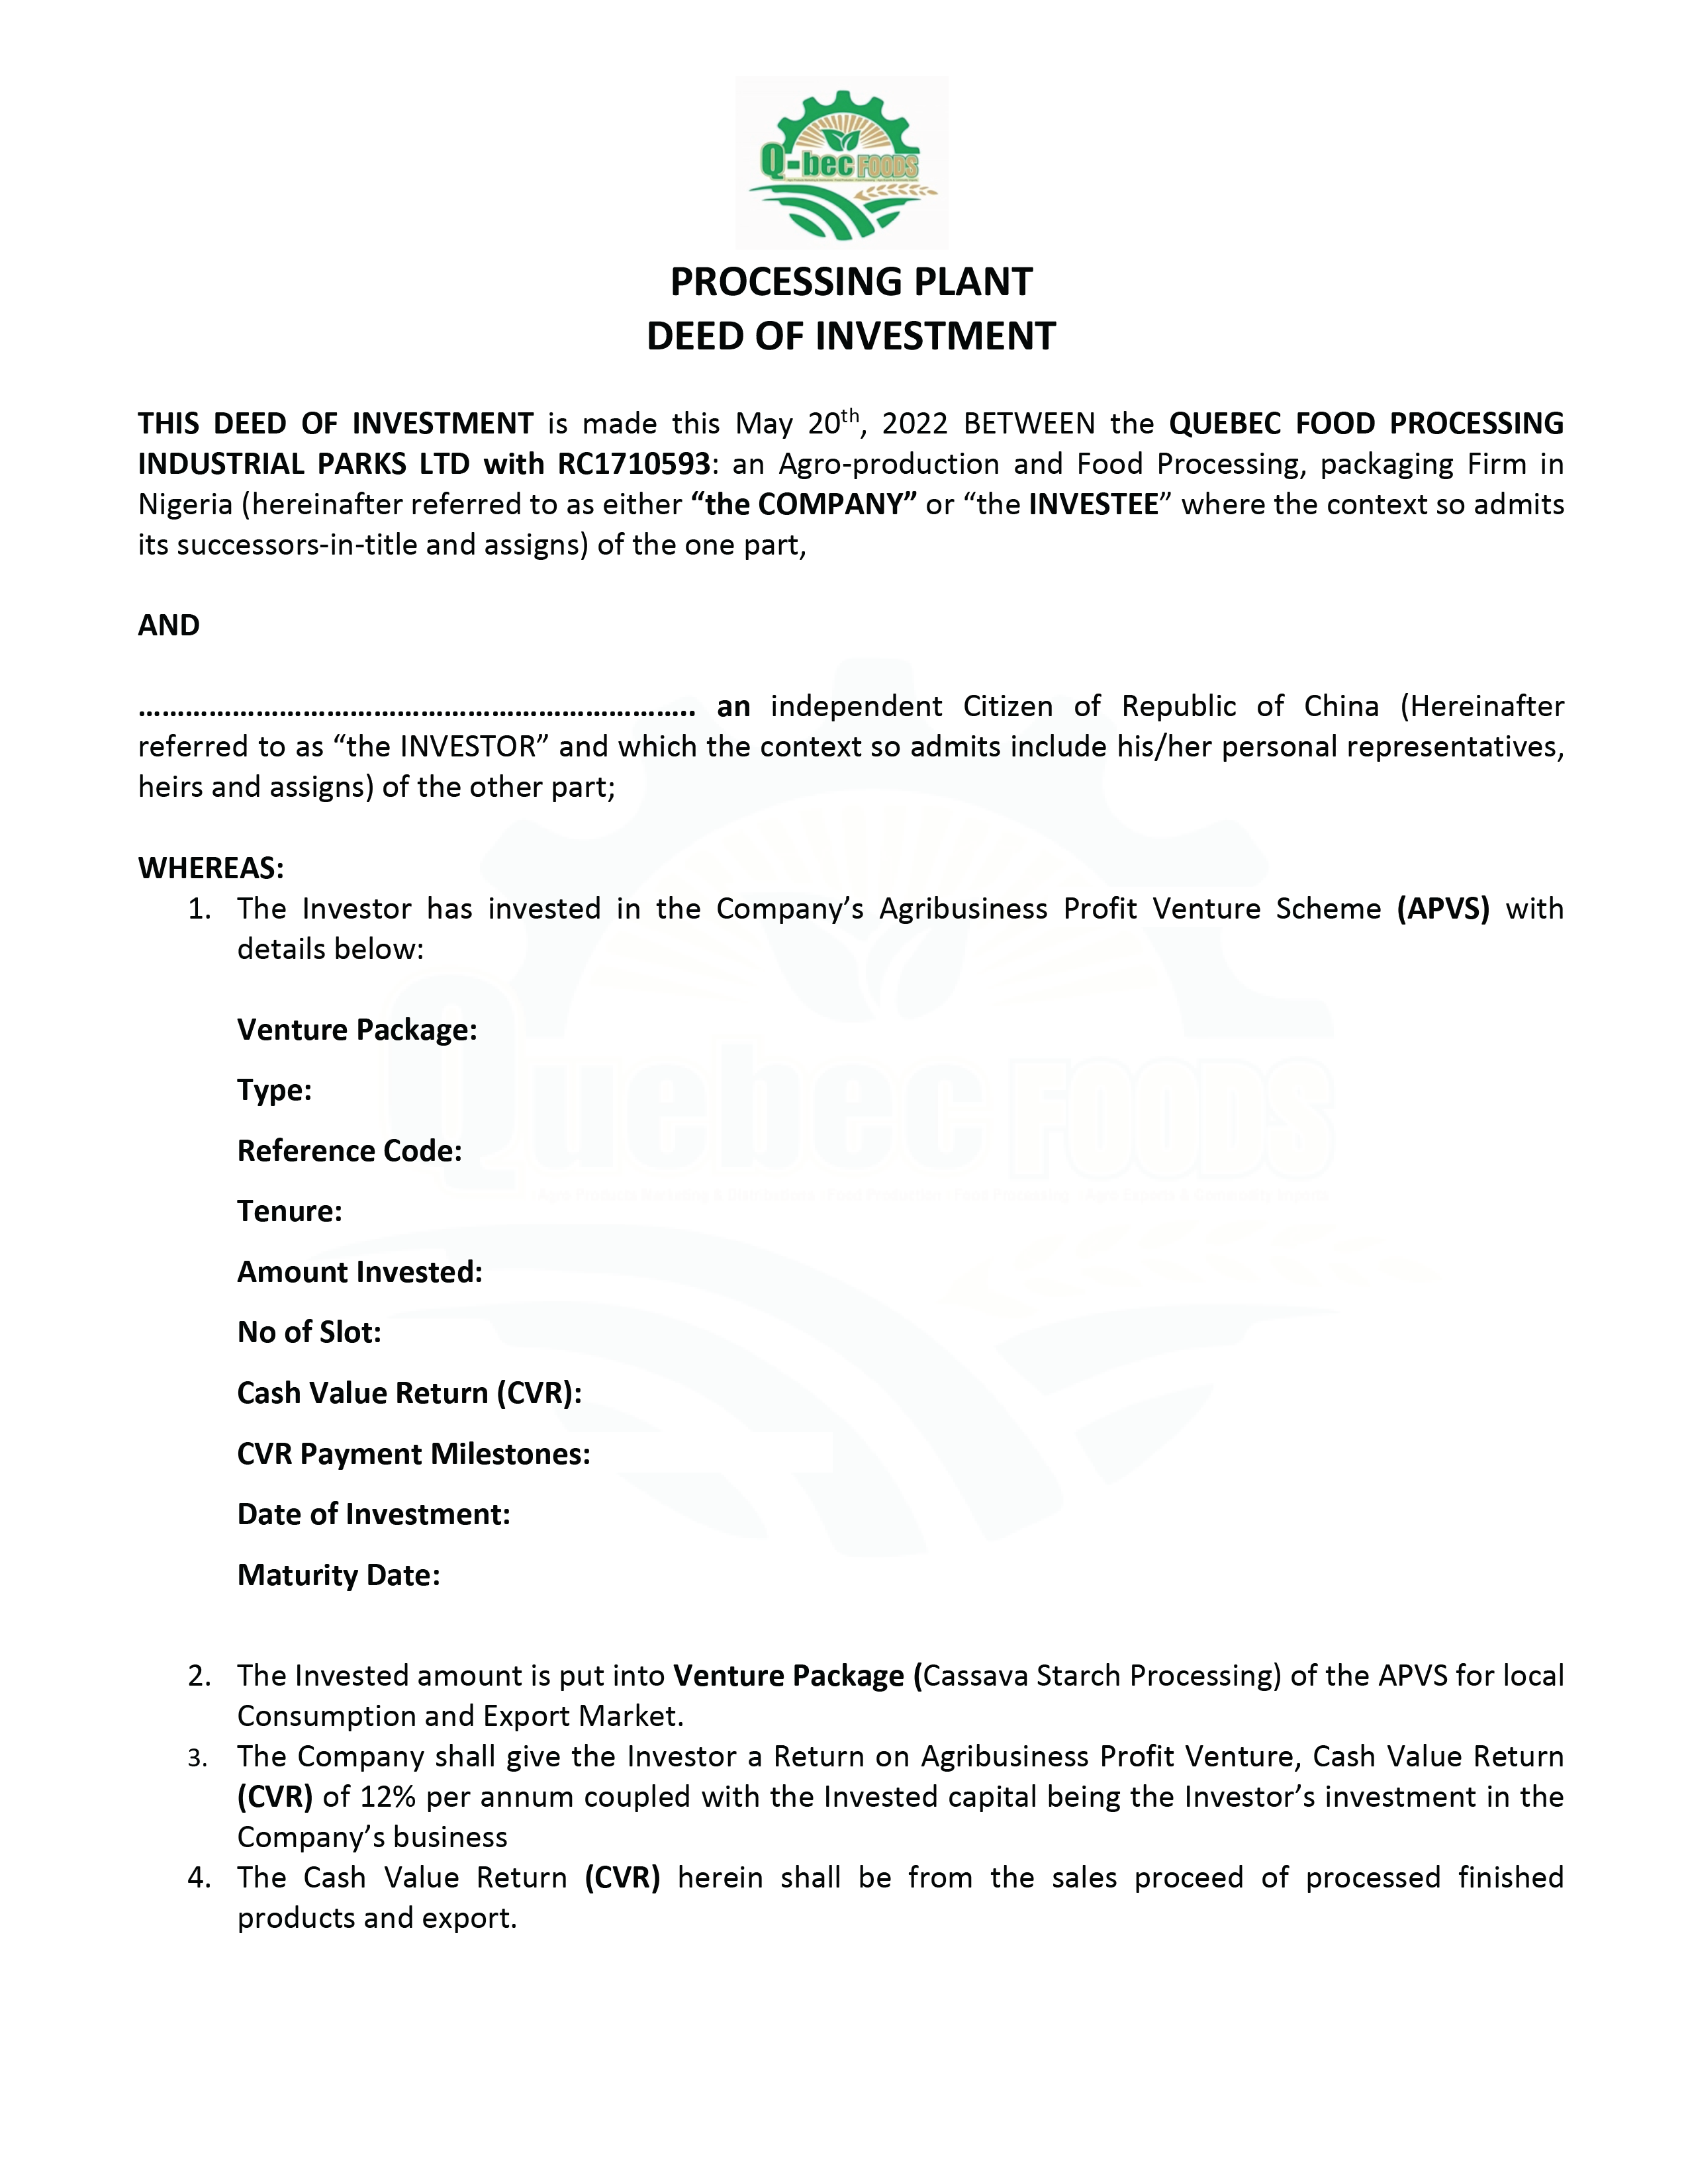 Q-bec FOODS
PROCESSING PLANT
DEED OF INVESTMENT
THIS DEED OF INVESTMENT is made this May 20th, 2022 BETWEEN the QUEBEC FOOD PROCESSING
INDUSTRIAL PARKS LTD with RC1710593: an Agro-production and Food Processing, packaging Firm in
Nigeria (hereinafter referred to as either “the COMPANY” or “the INVESTEE” where the context so admits
its successors-in-title and assigns) of the one part,
AND
……………………………………………………………….. an independent Citizen of Republic of China (Hereinafter
referred to as “the INVESTOR” and which the context so admits include his/her personal representatives,
heirs and assigns) of the other part;
WHEREAS:
1. The Investor has invested in the Company’s Agribusiness Profit Venture Scheme (APVS) with
details below:
Venture Package:
Type:
Quebec FOODS
Reference Code:
Tenure:
Amount Invested:
No of Slot:
Cash Value Return (CVR):
CVR Payment Milestones:
Date of Investment:
Maturity Date:
2. The Invested amount is put into Venture Package (Cassava Starch Processing) of the APVS for local
Consumption and Export Market.
3. The Company shall give the Investor a Return on Agribusiness Profit Venture, Cash Value Return
(CVR) of 12% per annum coupled with the Invested capital being the Investor’s investment in the
Company’s business
4. The Cash Value Return (CVR) herein shall be from the sales proceed of processed finished
products and export.